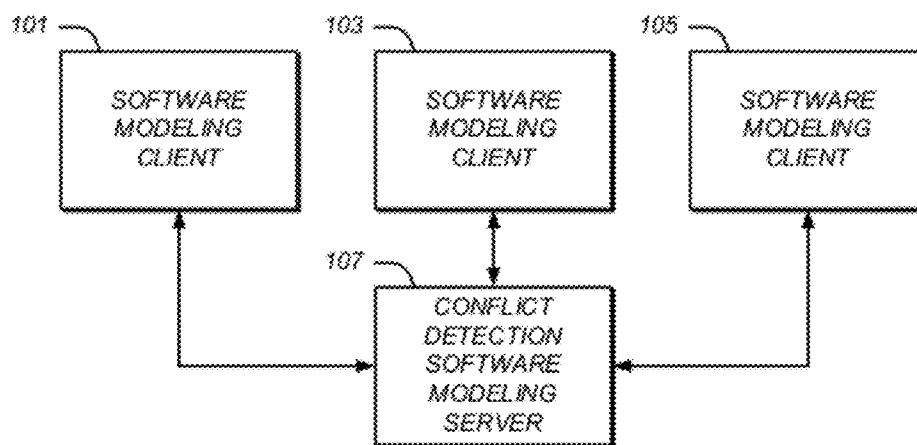 101
SOFTWARE
MODELING
CLIENT
103
SOFTWARE
MODELING
CLIENT
105
SOFTWARE
MODELING
CLIENT
107
CONFLICT
DETECTION
SOFTWARE
MODELING
SERVER